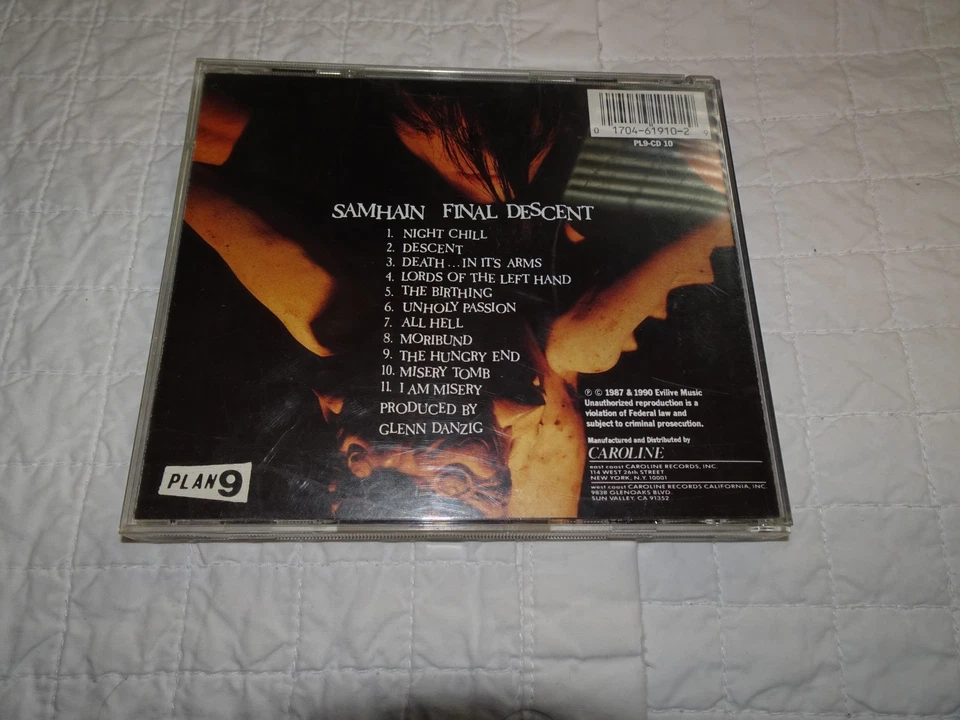 0 1704-61910-2 9
PL9-CD 10
SAMHAIN FINAL DESCENT
1. NIGHT CHILL
2. DESCENT
3. DEATH...IN ITS ARMS
4. LORDS OF THE LEFT HAND
5. THE BIRTHING
6. UNHOLY PASSION
7. ALL HELL
8. MORIBUND
9. THE HUNGRY END
10. MISERY TOMB
11. I AM MISERY
PRODUCED BY
GLENN DANZIG
℗ © 1987 & 1990 Evilive Music
Unauthorized reproduction is a
violation of Federal law and
subject to criminal prosecution.
Manufactured and Distributed by
CAROLINE
east coast CAROLINE RECORDS, INC.
114 WEST 26th STREET
NEW YORK, N.Y. 10001
west coast CAROLINE RECORDS CALIFORNIA, INC.
9838 GLENOAKS BLVD.
SUN VALLEY, CA 91352
PLAN 9